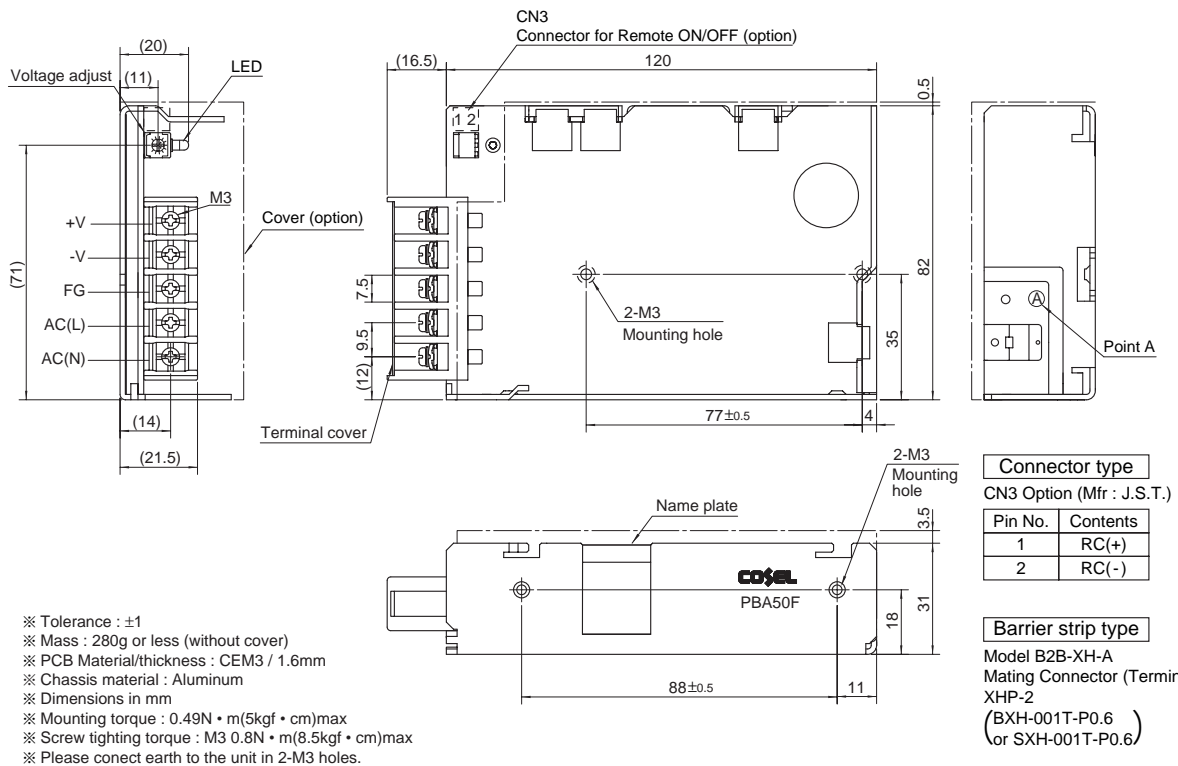 CN3
Connector for Remote ON/OFF (option)
(20)
(16.5)
120
Voltage adjust
(11)
LED
0.5
1 2
M3
+V
Cover (option)
-V
(71)
FG
7.5
82
2-M3
Mounting hole
AC(L)
9.5
35
AC(N)
Point A
(12)
77±0.5
4
(14)
Terminal cover
(21.5)
A
2-M3
Mounting
hole
Name plate
3.5
COSEL
PBA50F
18
31
88±0.5
11
Connector type
CN3 Option (Mfr : J.S.T.)
Pin No. Contents
1 RC(+)
2 RC(-)
Barrier strip type
Model B2B-XH-A
Mating Connector (Termin
XHP-2
(BXH-001T-P0.6
or SXH-001T-P0.6)
※ Tolerance : ±1
※ Mass : 280g or less (without cover)
※ PCB Material/thickness : CEM3 / 1.6mm
※ Chassis material : Aluminum
※ Dimensions in mm
※ Mounting torque : 0.49N • m(5kgf • cm)max
※ Screw tighting torque : M3 0.8N • m(8.5kgf • cm)max
※ Please conect earth to the unit in 2-M3 holes.